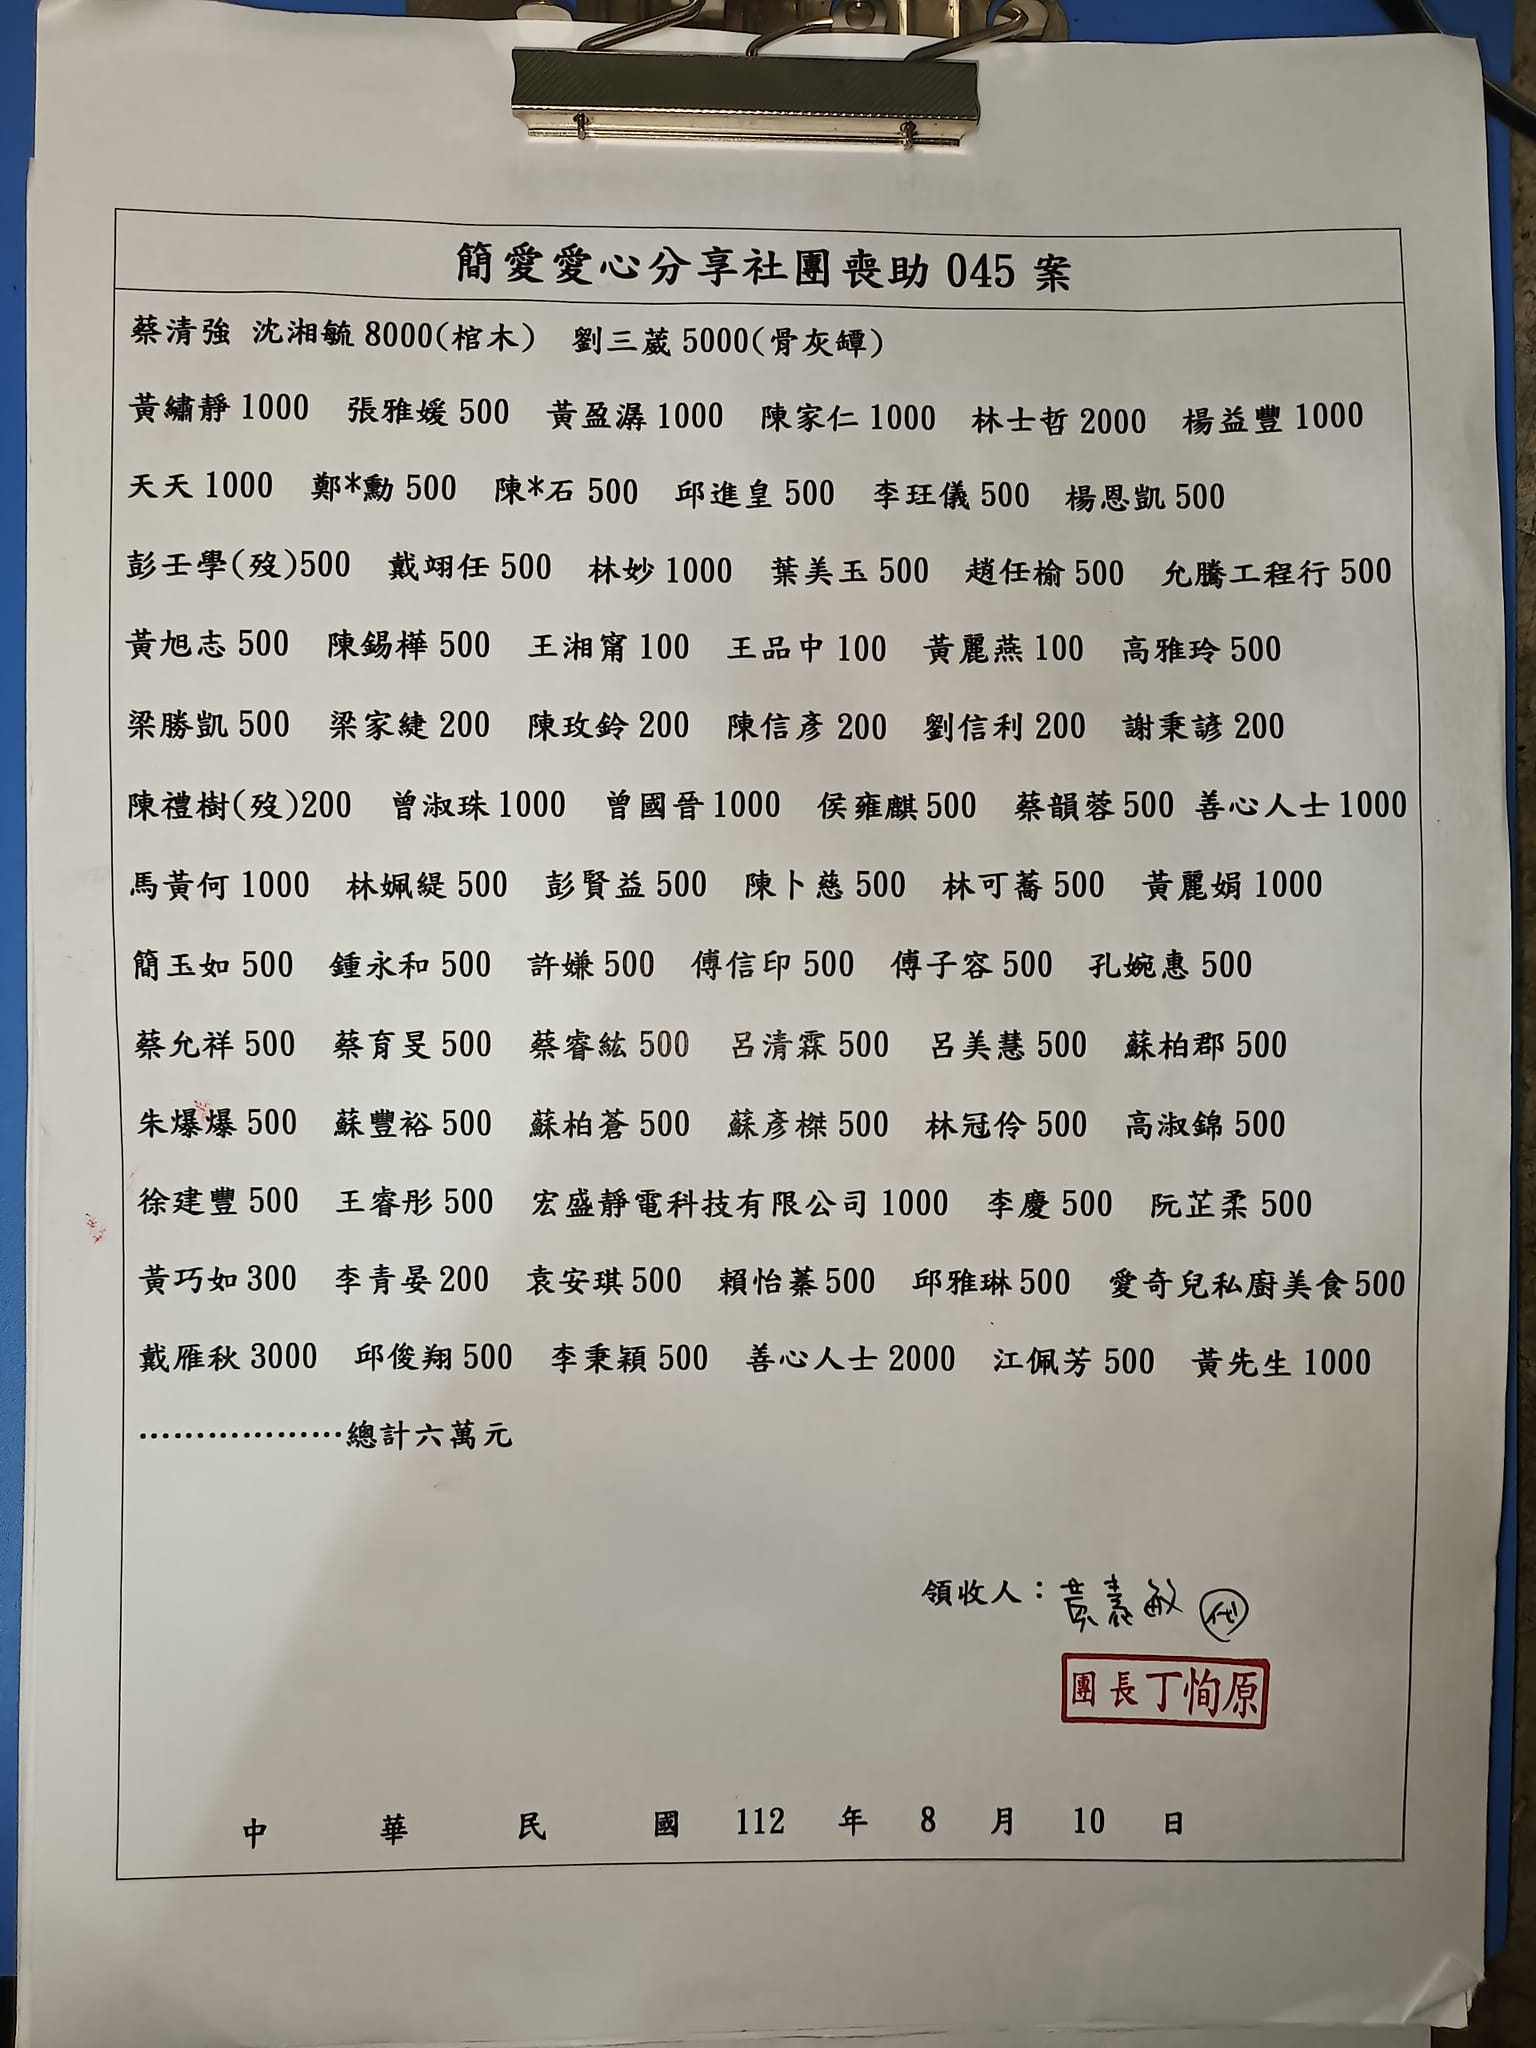 簡愛愛心分享社團喪助 045 案
蔡清強 沈湘毓 8000(棺木) 劉三葳 5000(骨灰罈)
黃繡靜 1000 張雅媛 500 黃盈潺 1000 陳家仁 1000 林士哲 2000 楊益豐 1000
天天 1000 鄭*勳 500 陳*石 500 邱進皇 500 李玨儀 500 楊恩凱 500
彭壬學(歿)500 戴翊任 500 林妙 1000 葉美玉 500 趙任榆 500 允騰工程行 500
黃旭志 500 陳錫樺 500 王湘甯 100 王品中 100 黃麗燕 100 高雅玲 500
梁勝凱 500 梁家緁 200 陳玫鈴 200 陳信彥 200 劉信利 200 謝秉諺 200
陳禮樹(歿)200 曾淑珠 1000 曾國晉 1000 侯雍麒 500 蔡韻蓉 500 善心人士 1000
馬黃何 1000 林姵緹 500 彭賢益 500 陳卜慈 500 林可蕎 500 黃麗娟 1000
簡玉如 500 鍾永和 500 許嫌 500 傅信印 500 傅子容 500 孔婉惠 500
蔡允祥 500 蔡育旻 500 蔡睿紘 500 呂清霖 500 呂美慧 500 蘇柏郡 500
朱爆爆 500 蘇豐裕 500 蘇柏蒼 500 蘇彥榤 500 林冠伶 500 高淑錦 500
徐建豐 500 王睿彤 500 宏盛靜電科技有限公司 1000 李慶 500 阮芷柔 500
黃巧如 300 李青晏 200 袁安琪 500 賴怡蓁 500 邱雅琳 500 愛奇兒私廚美食 500
戴雁秋 3000 邱俊翔 500 李秉穎 500 善心人士 2000 江佩芳 500 黃先生 1000
………………總計六萬元
領收人：黃素敏 代
團長丁恂原
中 華 民 國 112 年 8 月 10 日